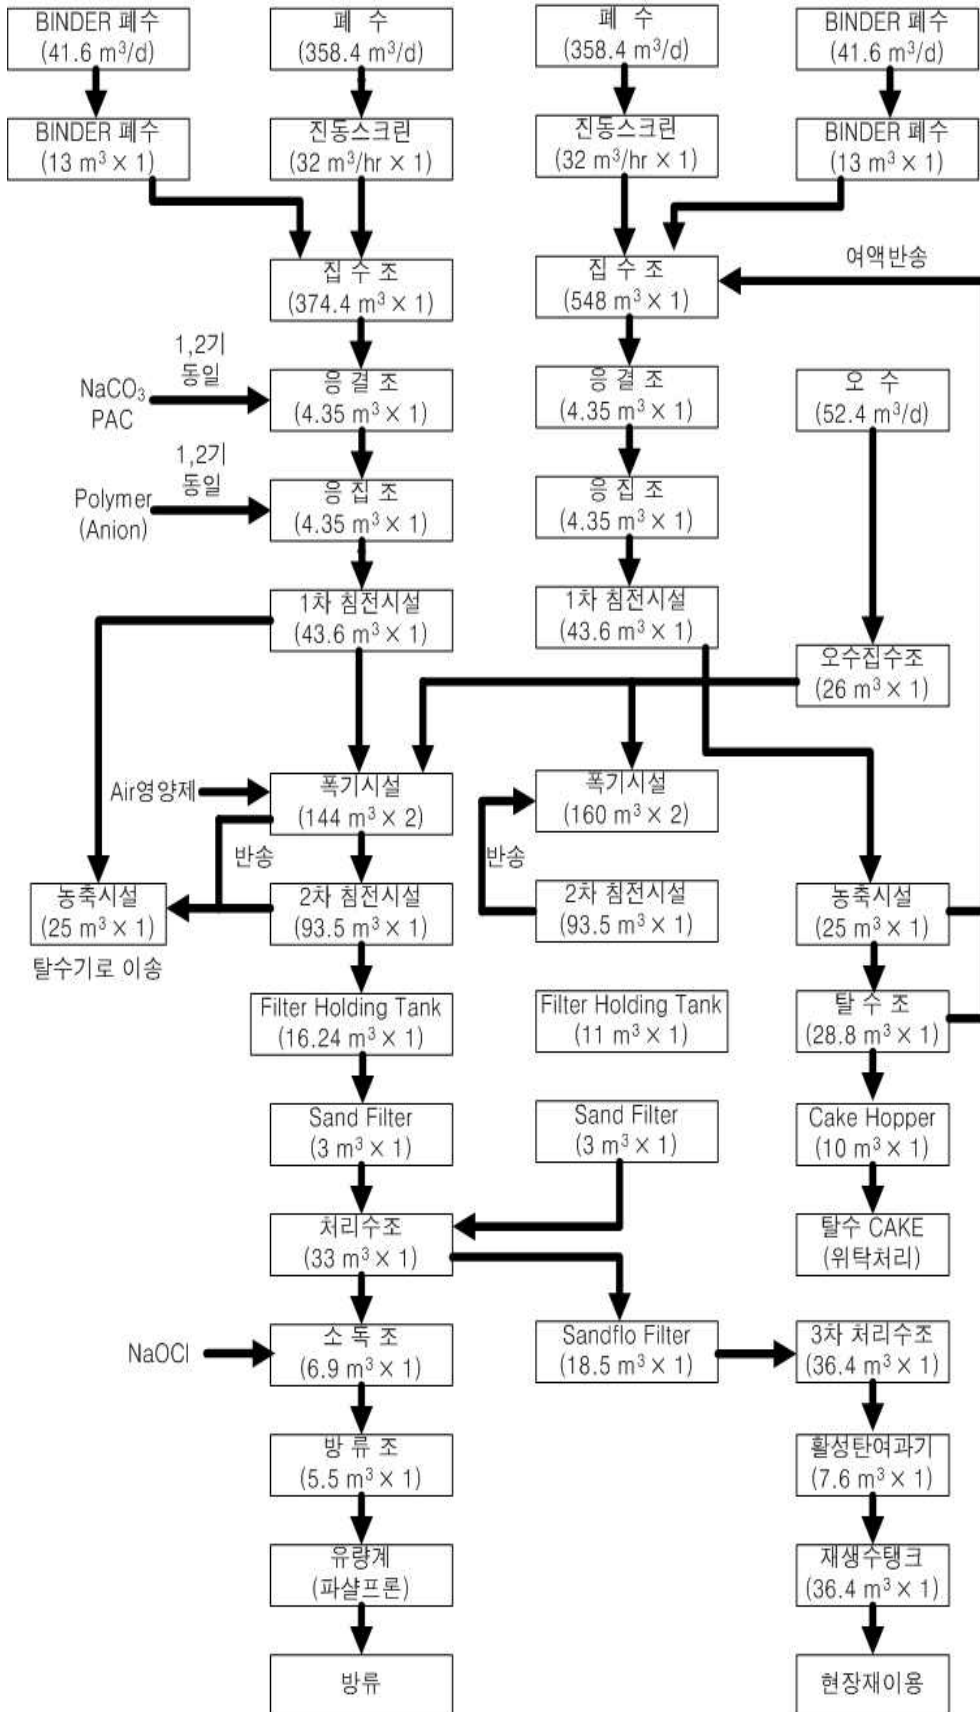 BINDER 폐수
(41.6 m³/d)
폐 수
(358.4 m³/d)
폐 수
(358.4 m³/d)
BINDER 폐수
(41.6 m³/d)
BINDER 폐수
(13 m³ × 1)
진동스크린
(32 m³/hr × 1)
진동스크린
(32 m³/hr × 1)
BINDER 폐수
(13 m³ × 1)
집 수 조
(374.4 m³ × 1)
집 수 조
(548 m³ × 1)
여액반송
1,2기
동일
NaCO₃
PAC
응 결 조
(4.35 m³ × 1)
응 결 조
(4.35 m³ × 1)
오 수
(52.4 m³/d)
1,2기
동일
Polymer
(Anion)
응 집 조
(4.35 m³ × 1)
응 집 조
(4.35 m³ × 1)
1차 침전시설
(43.6 m³ × 1)
1차 침전시설
(43.6 m³ × 1)
오수집수조
(26 m³ × 1)
Air영양제
폭기시설
(144 m³ × 2)
폭기시설
(160 m³ × 2)
반송
반송
농축시설
(25 m³ × 1)
탈수기로 이송
2차 침전시설
(93.5 m³ × 1)
2차 침전시설
(93.5 m³ × 1)
농축시설
(25 m³ × 1)
Filter Holding Tank
(16.24 m³ × 1)
Filter Holding Tank
(11 m³ × 1)
탈 수 조
(28.8 m³ × 1)
Sand Filter
(3 m³ × 1)
Sand Filter
(3 m³ × 1)
Cake Hopper
(10 m³ × 1)
처리수조
(33 m³ × 1)
탈수 CAKE
(위탁처리)
NaOCl
소 독 조
(6.9 m³ × 1)
Sandflo Filter
(18.5 m³ × 1)
3차 처리수조
(36.4 m³ × 1)
방 류 조
(5.5 m³ × 1)
활성탄여과기
(7.6 m³ × 1)
유량계
(파샬프론)
재생수탱크
(36.4 m³ × 1)
방류
현장재이용